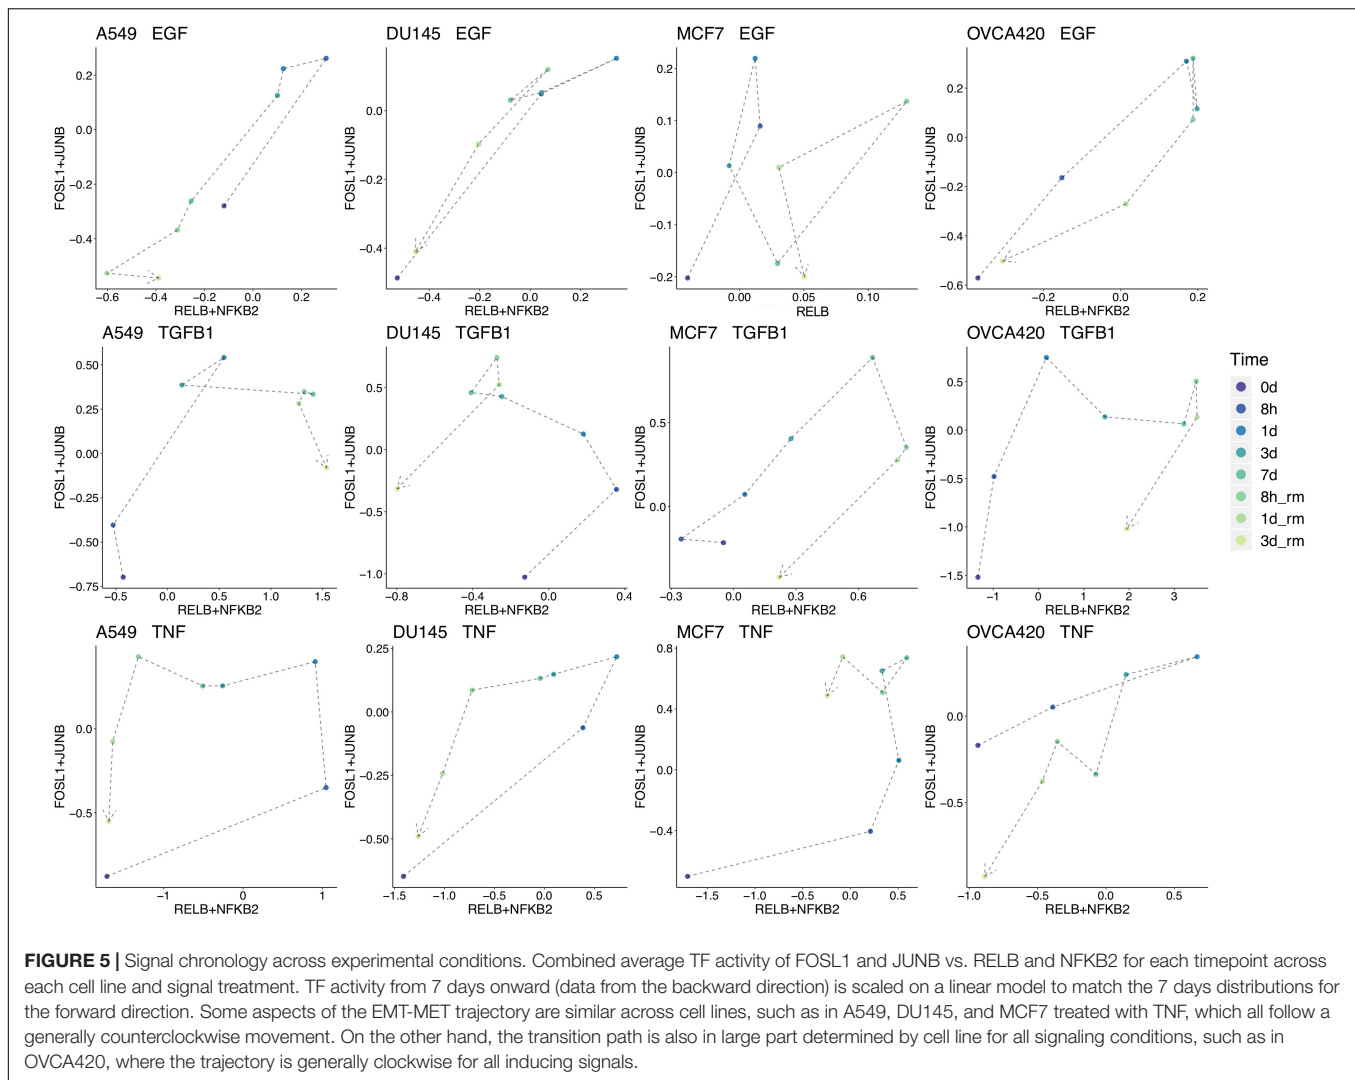 A549 EGF
DU145 EGF
MCF7 EGF
OVCA420 EGF
FOSL1+JUNB
0.2
0.0
−0.2
−0.4
−0.6
−0.4
−0.2
0.0
0.2
RELB+NFKB2
FOSL1+JUNB
0.0
−0.2
−0.4
−0.4
−0.2
0.0
0.2
RELB+NFKB2
FOSL1+JUNB
0.2
0.1
0.0
−0.1
−0.2
0.00
0.05
0.10
RELB
FOSL1+JUNB
0.2
0.0
−0.2
−0.4
−0.6
−0.2
0.0
0.2
RELB+NFKB2
A549 TGFB1
DU145 TGFB1
MCF7 TGFB1
OVCA420 TGFB1
FOSL1+JUNB
0.50
0.25
0.00
−0.25
−0.50
−0.75
−0.5
0.0
0.5
1.0
1.5
RELB+NFKB2
FOSL1+JUNB
0.5
0.0
−0.5
−1.0
−0.8
−0.4
0.0
0.4
RELB+NFKB2
FOSL1+JUNB
0.5
0.0
−0.3
0.0
0.3
0.6
RELB+NFKB2
FOSL1+JUNB
0.5
0.0
−0.5
−1.0
−1.5
−1
0
1
2
3
RELB+NFKB2
Time
0d
8h
1d
3d
7d
8h_rm
1d_rm
3d_rm
A549 TNF
DU145 TNF
MCF7 TNF
OVCA420 TNF
FOSL1+JUNB
0.0
−0.5
−1
0
1
RELB+NFKB2
FOSL1+JUNB
0.25
0.00
−0.25
−0.50
−1.5
−1.0
−0.5
0.0
0.5
RELB+NFKB2
FOSL1+JUNB
0.8
0.4
0.0
−0.4
−1.5
−1.0
−0.5
0.0
0.5
RELB+NFKB2
FOSL1+JUNB
0.0
−0.5
−1.0
−0.5
0.0
0.5
RELB+NFKB2
FIGURE 5 | Signal chronology across experimental conditions. Combined average TF activity of FOSL1 and JUNB vs. RELB and NFKB2 for each timepoint across
each cell line and signal treatment. TF activity from 7 days onward (data from the backward direction) is scaled on a linear model to match the 7 days distributions for
the forward direction. Some aspects of the EMT-MET trajectory are similar across cell lines, such as in A549, DU145, and MCF7 treated with TNF, which all follow a
generally counterclockwise movement. On the other hand, the transition path is also in large part determined by cell line for all signaling conditions, such as in
OVCA420, where the trajectory is generally clockwise for all inducing signals.